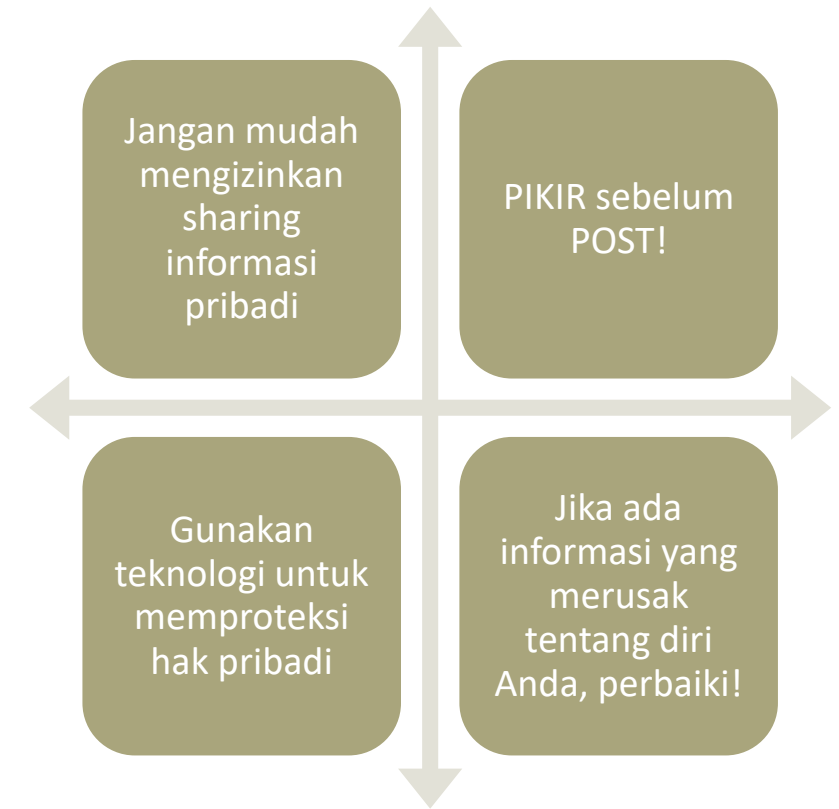 Jangan mudah
mengizinkan
sharing
informasi
pribadi
PIKIR sebelum
POST!
Gunakan
teknologi untuk
memproteksi
hak pribadi
Jika ada
informasi yang
merusak
tentang diri
Anda, perbaiki!